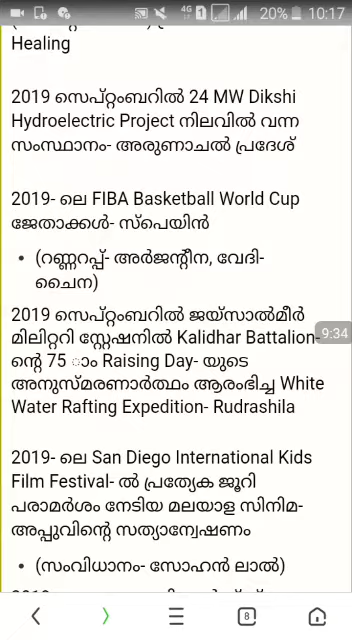 4G 1 20% 10:17
Healing
2019 സെപ്റ്റംബറിൽ 24 MW Dikshi
Hydroelectric Project നിലവിൽ വന്ന
സംസ്ഥാനം- അരുണാചൽ പ്രദേശ്
2019- ലെ FIBA Basketball World Cup
ജേതാക്കൾ- സ്പെയിൻ
• (റണ്ണറപ്പ്- അർജന്റീന, വേദി-
ചൈന)
2019 സെപ്റ്റംബറിൽ ജയ്സാൽമീർ
മിലിറ്ററി സ്റ്റേഷനിൽ Kalidhar Battalion-
9:34
ന്റെ 75 ാം Raising Day- യുടെ
അനുസ്മരണാർത്ഥം ആരംഭിച്ച White
Water Rafting Expedition- Rudrashila
2019- ലെ San Diego International Kids
Film Festival- ൽ പ്രത്യേക ജൂറി
പരാമർശം നേടിയ മലയാള സിനിമ-
അപ്പുവിന്റെ സത്യാന്വേഷണം
• (സംവിധാനം- സോഹൻ ലാൽ)
8